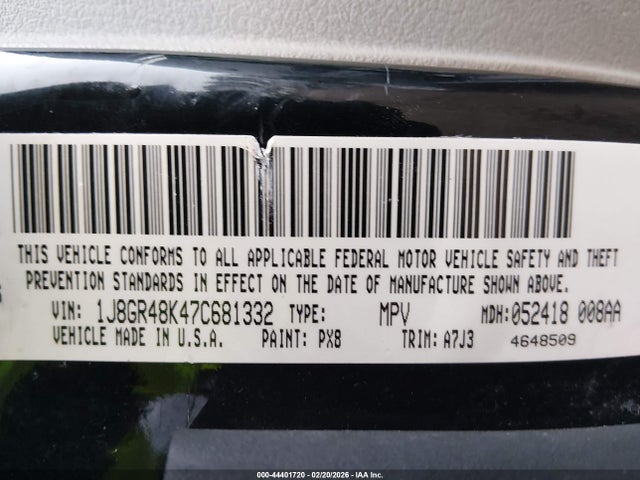 THIS VEHICLE CONFORMS TO ALL APPLICABLE FEDERAL MOTOR VEHICLE SAFETY AND THEFT
PREVENTION STANDARDS IN EFFECT ON THE DATE OF MANUFACTURE SHOWN ABOVE.
VIN: 1J8GR48K47C681332 TYPE: MPV MDH:052418 008AA
VEHICLE MADE IN U.S.A. PAINT: PX8 TRIM: A7J3 4648509
000-44401720 - 02/20/2026 - IAA Inc.